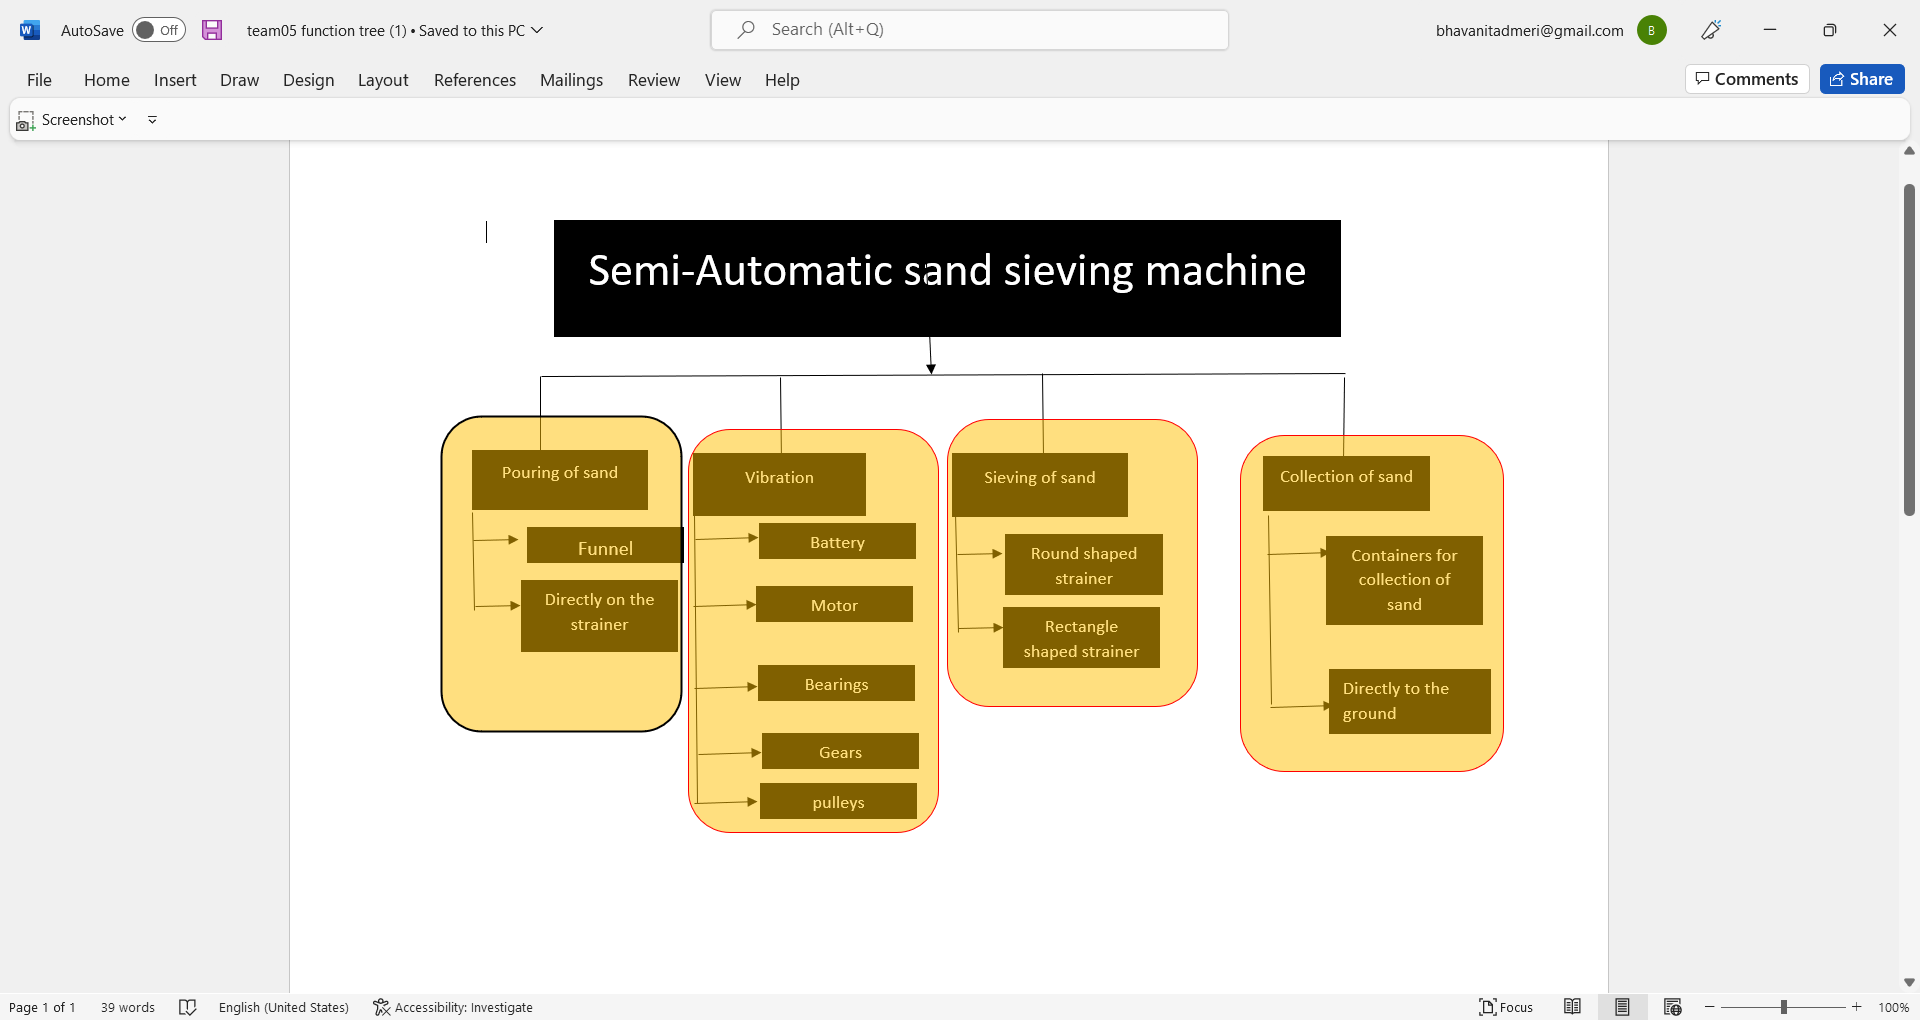 AutoSave Off team05 function tree (1) • Saved to this PC Search (Alt+Q) bhavanitadmeri@gmail.com B
File Home Insert Draw Design Layout References Mailings Review View Help Comments Share
Screenshot
Semi-Automatic sand sieving machine
Pouring of sand
Funnel
Directly on the
strainer
Vibration
Battery
Motor
Bearings
Gears
pulleys
Sieving of sand
Round shaped
strainer
Rectangle
shaped strainer
Collection of sand
Containers for
collection of
sand
Directly to the
ground
Page 1 of 1 39 words English (United States) Accessibility: Investigate Focus 100%